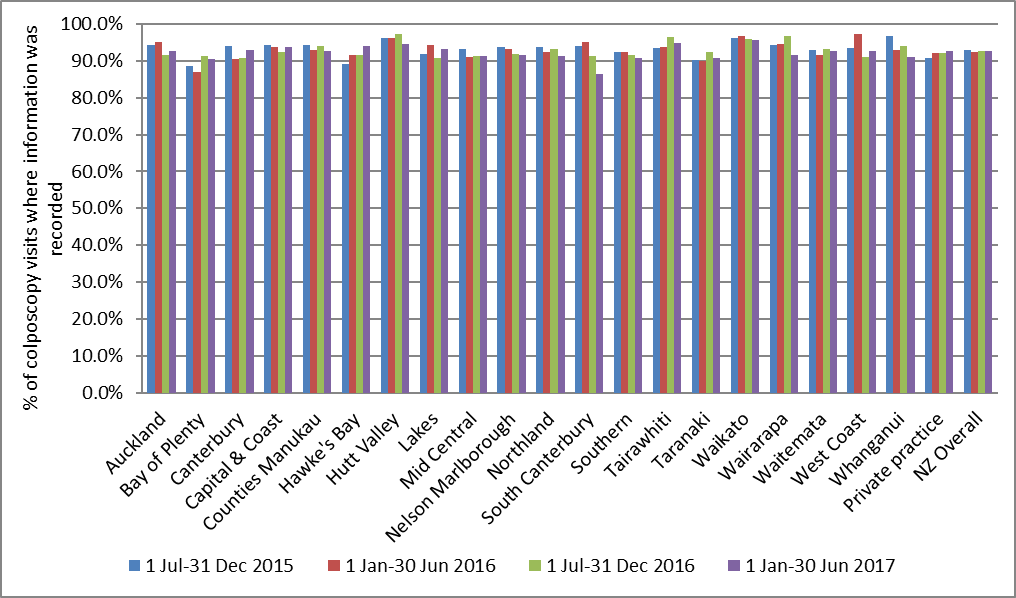 % of colposcopy visits where information was
recorded
100.0%
90.0%
80.0%
70.0%
60.0%
50.0%
40.0%
30.0%
20.0%
10.0%
0.0%
Auckland
Bay of Plenty
Canterbury
Capital & Coast
Counties Manukau
Hawke's Bay
Hutt Valley
Lakes
Mid Central
Nelson Marlborough
Northland
South Canterbury
Southern
Tairawhiti
Taranaki
Waikato
Wairarapa
Waitemata
West Coast
Whanganui
Private practice
NZ Overall
1 Jul-31 Dec 2015 1 Jan-30 Jun 2016 1 Jul-31 Dec 2016 1 Jan-30 Jun 2017